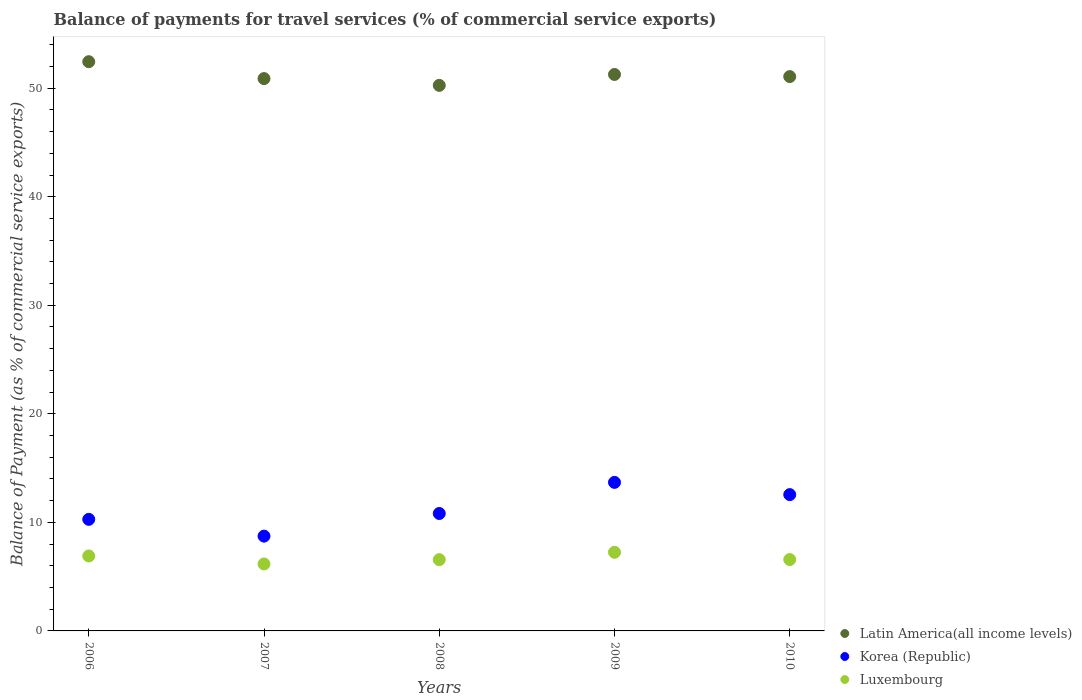 Balance of payments for travel services (% of commercial service exports)
Balance of Payment (as % of commercial service exports)
50
40
30
20
10
0
2006
2007
2008
2009
2010
Years
Latin America(all income levels)
Korea (Republic)
Luxembourg